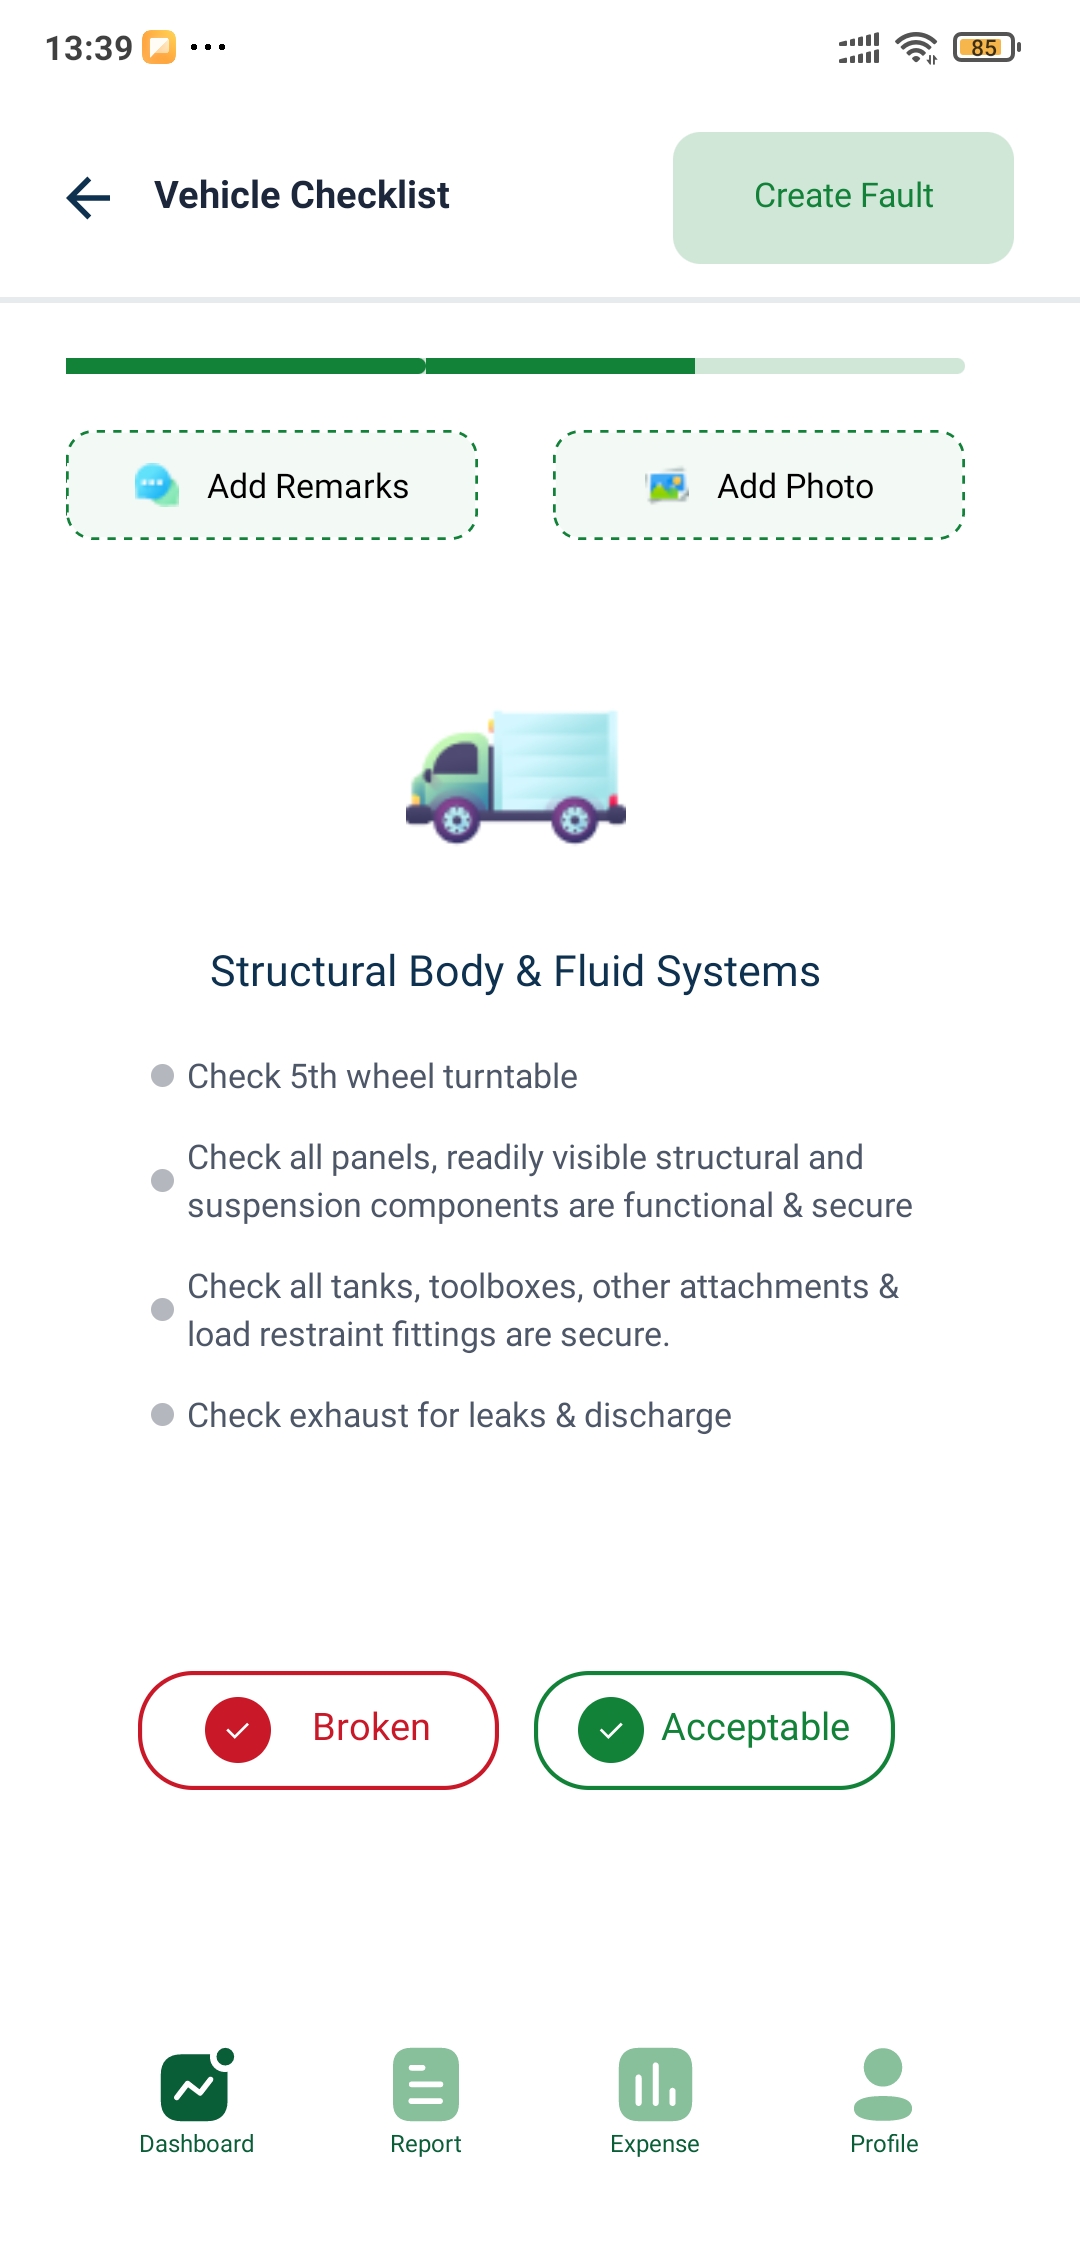 13:39
85
Vehicle Checklist
Create Fault
Add Remarks
Add Photo
Structural Body & Fluid Systems
Check 5th wheel turntable
Check all panels, readily visible structural and
suspension components are functional & secure
Check all tanks, toolboxes, other attachments &
load restraint fittings are secure.
Check exhaust for leaks & discharge
Broken
Acceptable
Dashboard
Report
Expense
Profile